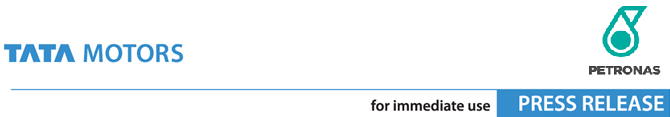 TATA MOTORS
PETRONAS
for immediate use PRESS RELEASE